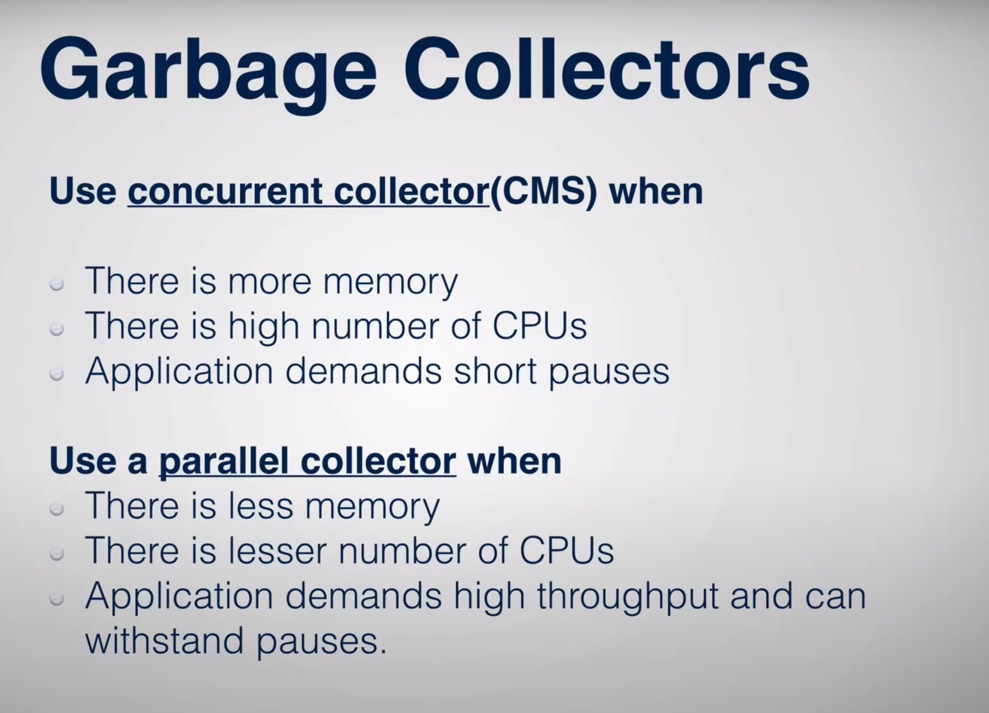 Garbage Collectors
Use concurrent collector(CMS) when
There is more memory
There is high number of CPUs
Application demands short pauses
Use a parallel collector when
There is less memory
There is lesser number of CPUs
Application demands high throughput and can
withstand pauses.